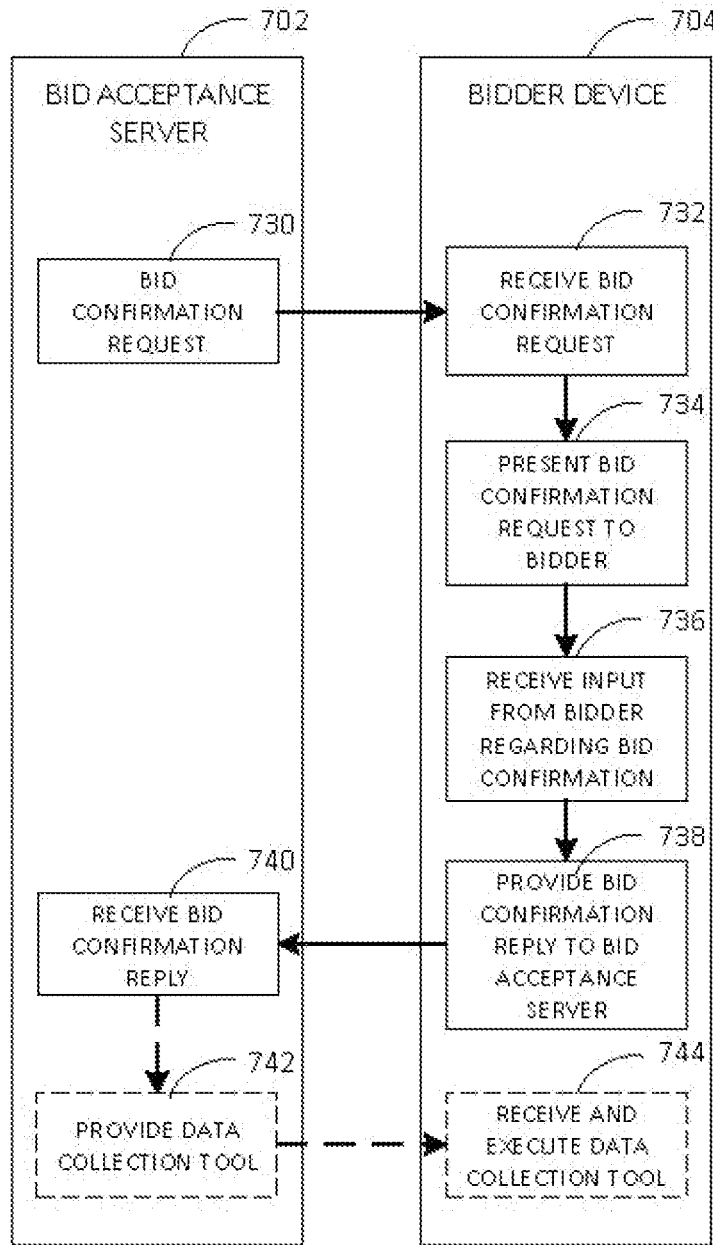 702
704
BID ACCEPTANCE
SERVER
BIDDER DEVICE
730
BID
CONFIRMATION
REQUEST
732
RECEIVE BID
CONFIRMATION
REQUEST
734
PRESENT BID
CONFIRMATION
REQUEST TO
BIDDER
736
RECEIVE INPUT
FROM BIDDER
REGARDING BID
CONFIRMATION
738
PROVIDE BID
CONFIRMATION
REPLY TO BID
ACCEPTANCE
SERVER
740
RECEIVE BID
CONFIRMATION
REPLY
742
PROVIDE DATA
COLLECTION TOOL
744
RECEIVE AND
EXECUTE DATA
COLLECTION TOOL